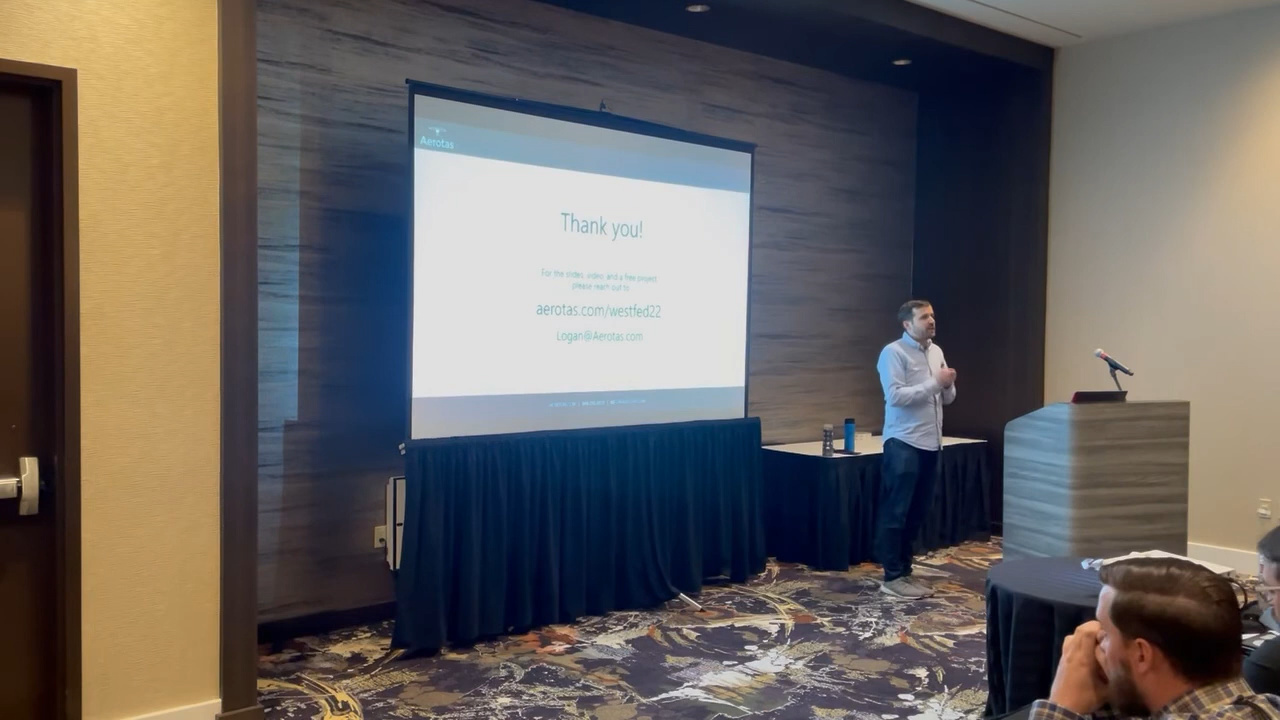 Aerotas
Thank you!
For the slides, video, and a free project
please reach out to:
aerotas.com/westfed22
Logan@Aerotas.com